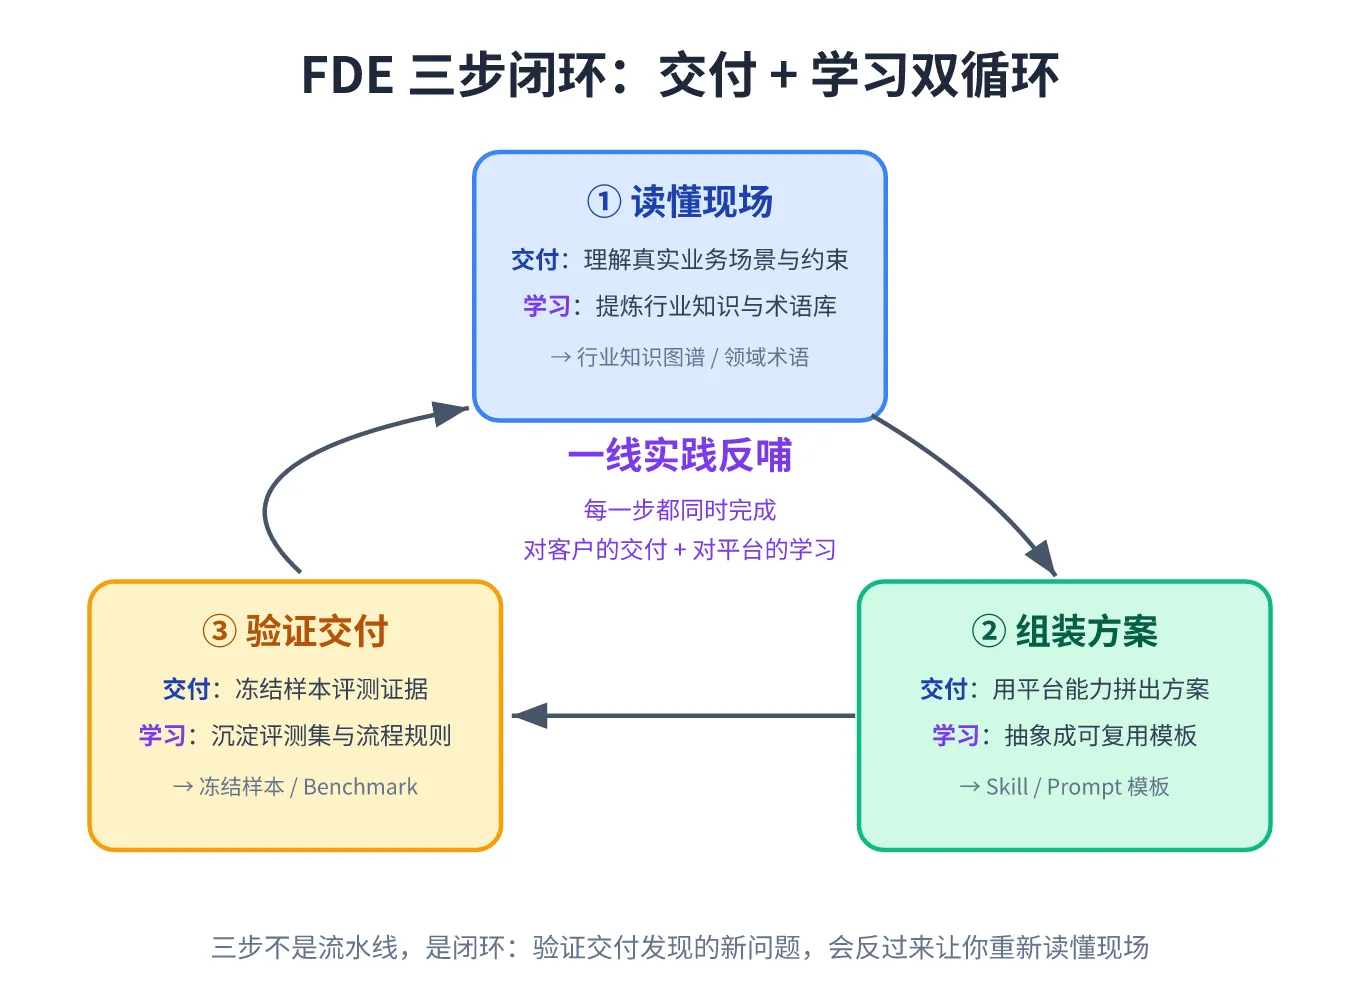 FDE 三步闭环：交付 + 学习双循环
① 读懂现场
交付：理解真实业务场景与约束
学习：提炼行业知识与术语库
→ 行业知识图谱 / 领域术语
一线实践反哺
每一步都同时完成
对客户的交付 + 对平台的学习
③ 验证交付
交付：冻结样本评测证据
学习：沉淀评测集与流程规则
→ 冻结样本 / Benchmark
② 组装方案
交付：用平台能力拼出方案
学习：抽象成可复用模板
→ Skill / Prompt 模板
三步不是流水线，是闭环：验证交付发现的新问题，会反过来让你重新读懂现场